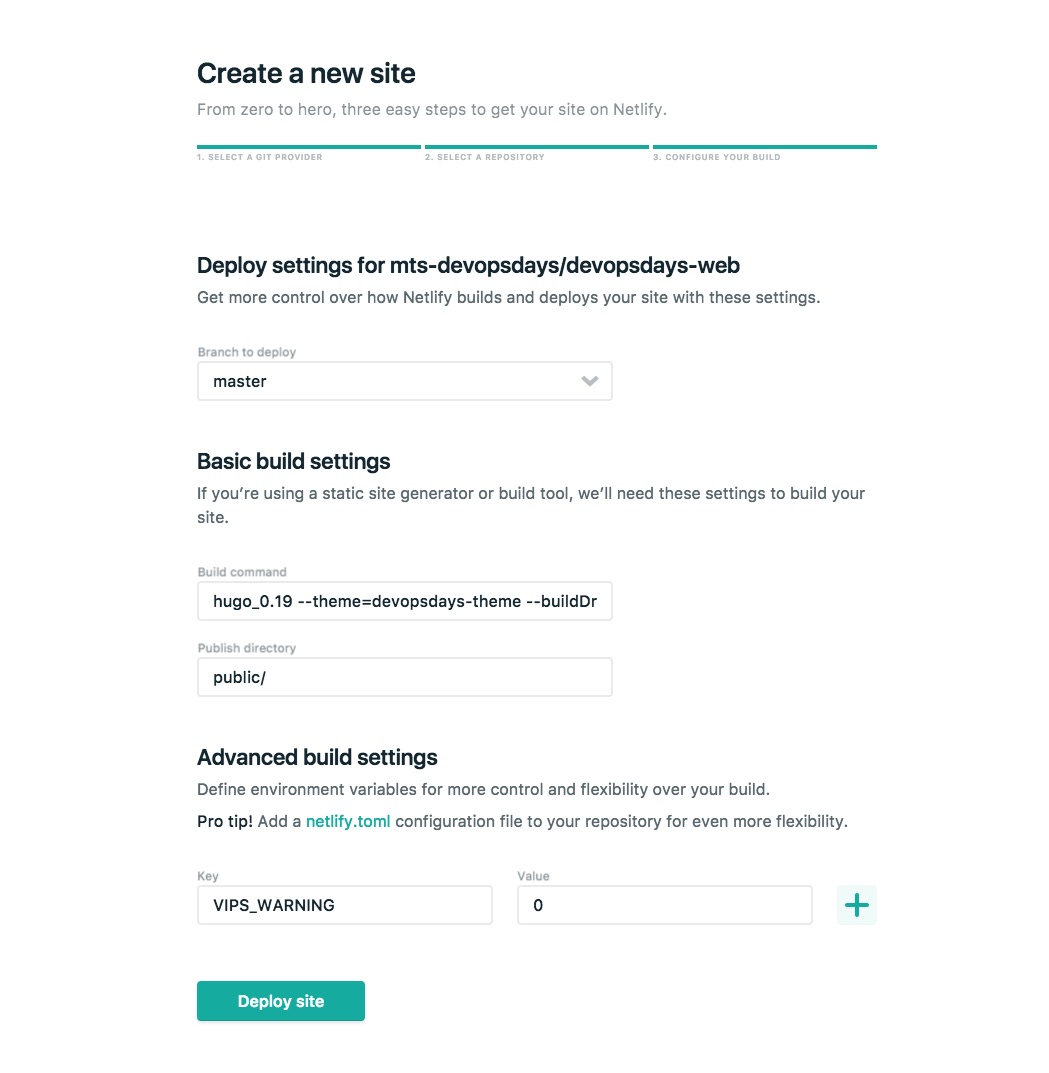 Create a new site
From zero to hero, three easy steps to get your site on Netlify.
1. SELECT A GIT PROVIDER
2. SELECT A REPOSITORY
3. CONFIGURE YOUR BUILD
Deploy settings for mts-devopsdays/devopsdays-web
Get more control over how Netlify builds and deploys your site with these settings.
Branch to deploy
master
Basic build settings
If you’re using a static site generator or build tool, we’ll need these settings to build your
site.
Build command
hugo_0.19 --theme=devopsdays-theme --buildDr
Publish directory
public/
Advanced build settings
Define environment variables for more control and flexibility over your build.
Pro tip! Add a netlify.toml configuration file to your repository for even more flexibility.
Key
Value
VIPS_WARNING
0
Deploy site